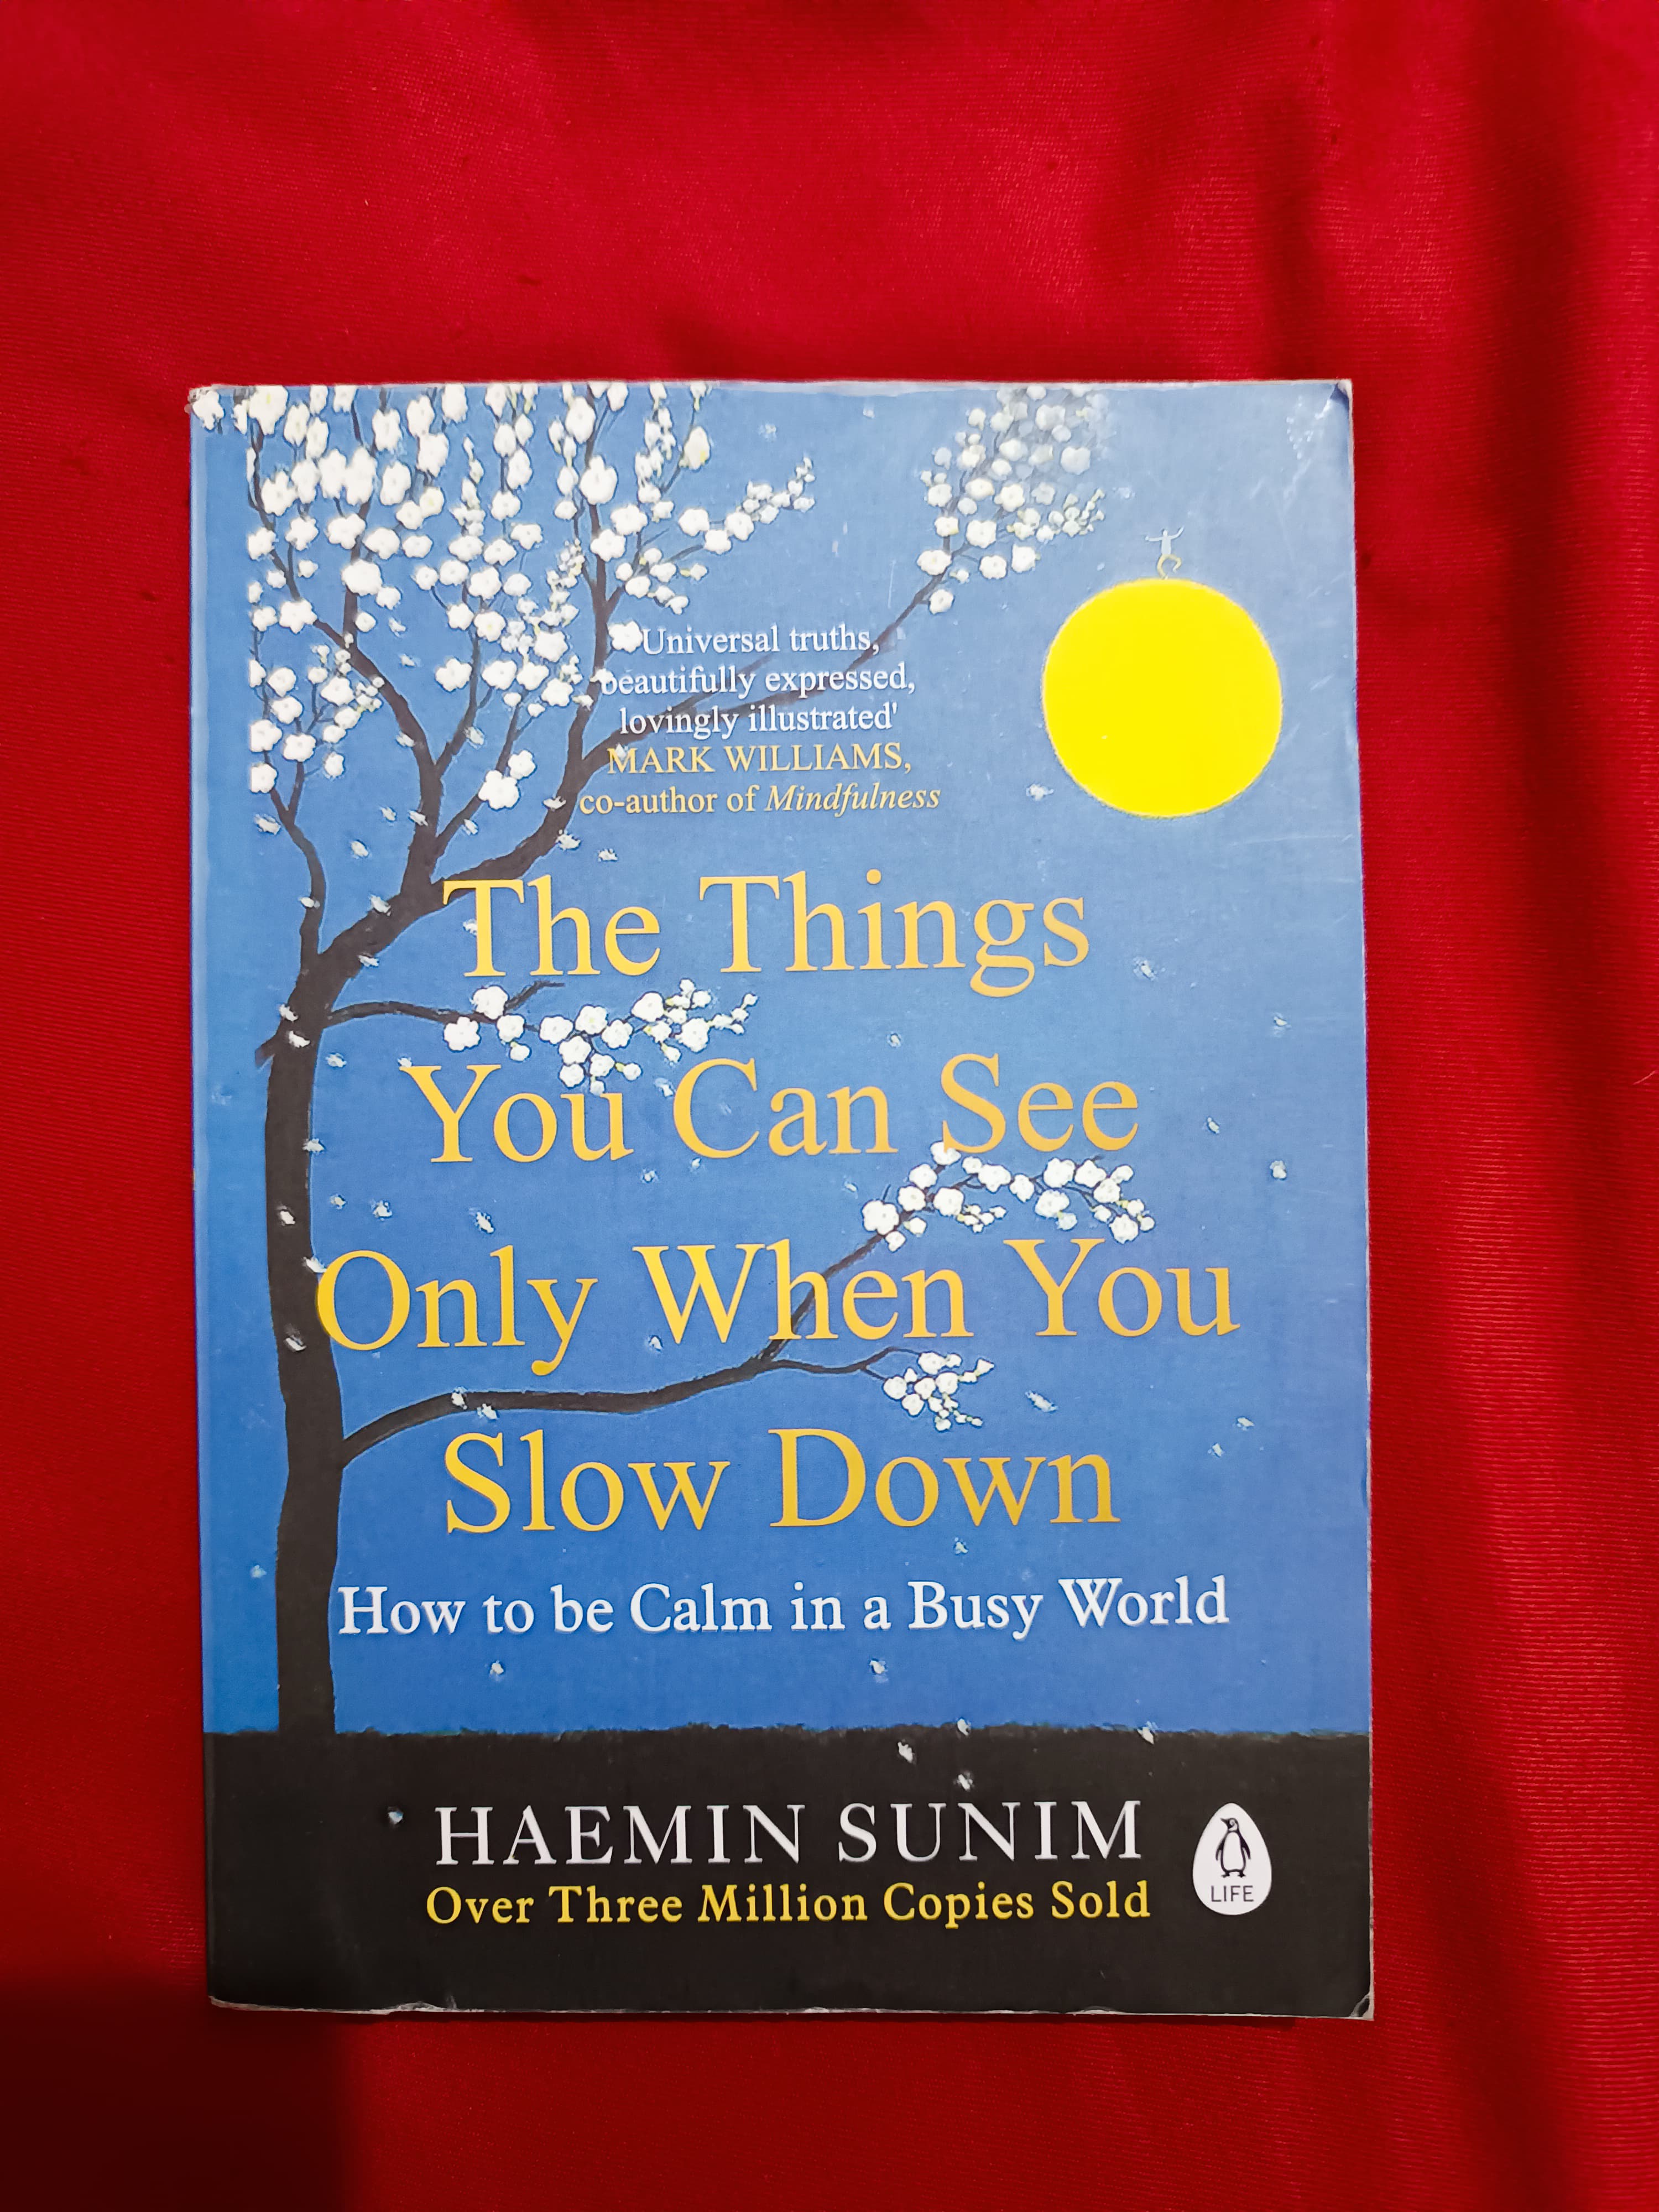 Universal truths,
beautifully expressed,
lovingly illustrated'
MARK WILLIAMS,
co-author of Mindfulness
The Things
You Can See
Only When You
Slow Down
How to be Calm in a Busy World
HAEMIN SUNIM
Over Three Million Copies Sold
LIFE